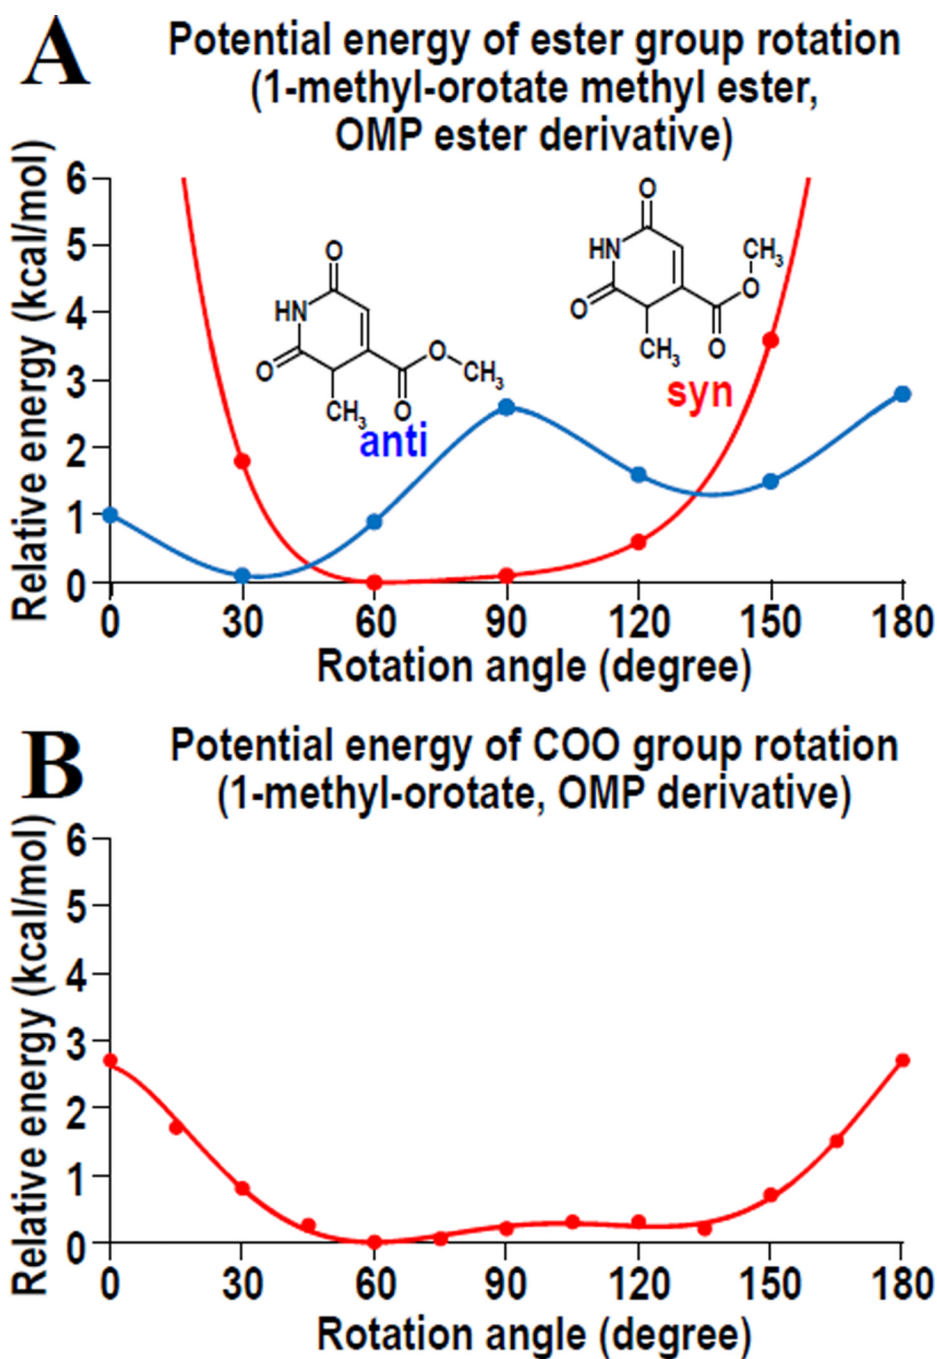 A
Potential energy of ester group rotation
(1-methyl-orotate methyl ester,
OMP ester derivative)
Relative energy (kcal/mol)
6
5
4
3
2
1
0
O
HN
O
CH3
O
O
CH3
anti
O
HN
O
CH3
O
O
CH3
syn
0 30 60 90 120 150 180
Rotation angle (degree)
B
Potential energy of COO group rotation
(1-methyl-orotate, OMP derivative)
Relative energy (kcal/mol)
6
5
4
3
2
1
0
0 30 60 90 120 150 180
Rotation angle (degree)